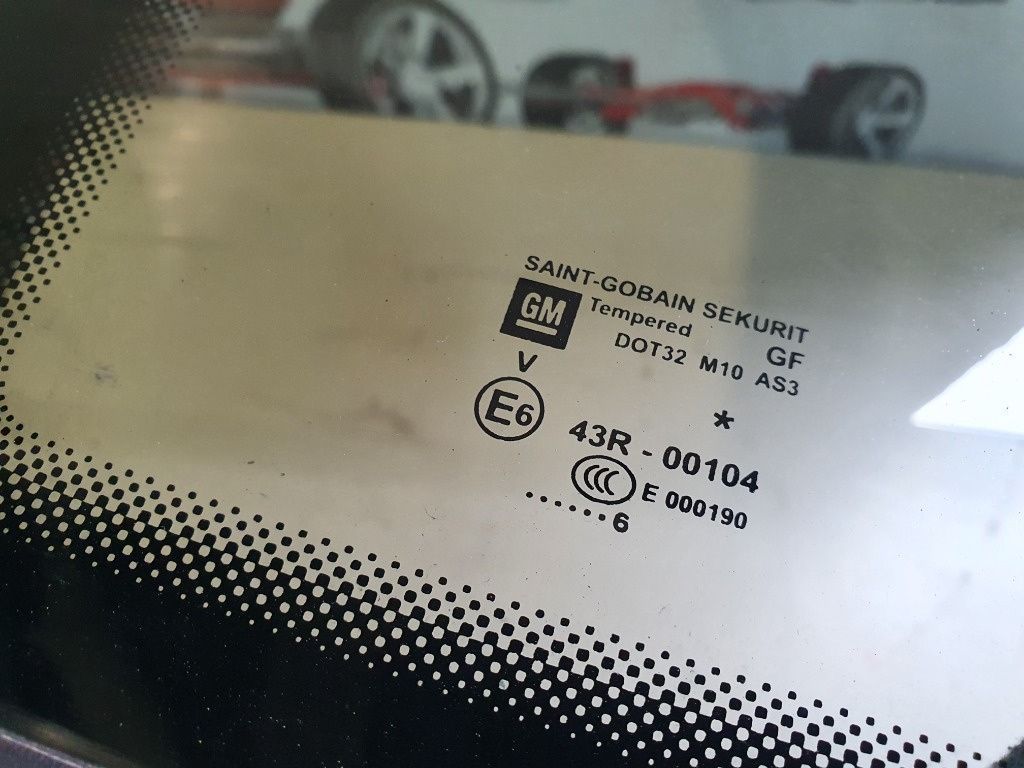 SAINT-GOBAIN SEKURIT
GM Tempered GF
DOT32 M10 AS3
V
*
E6 43R - 00104
CCC E 000190
.......6